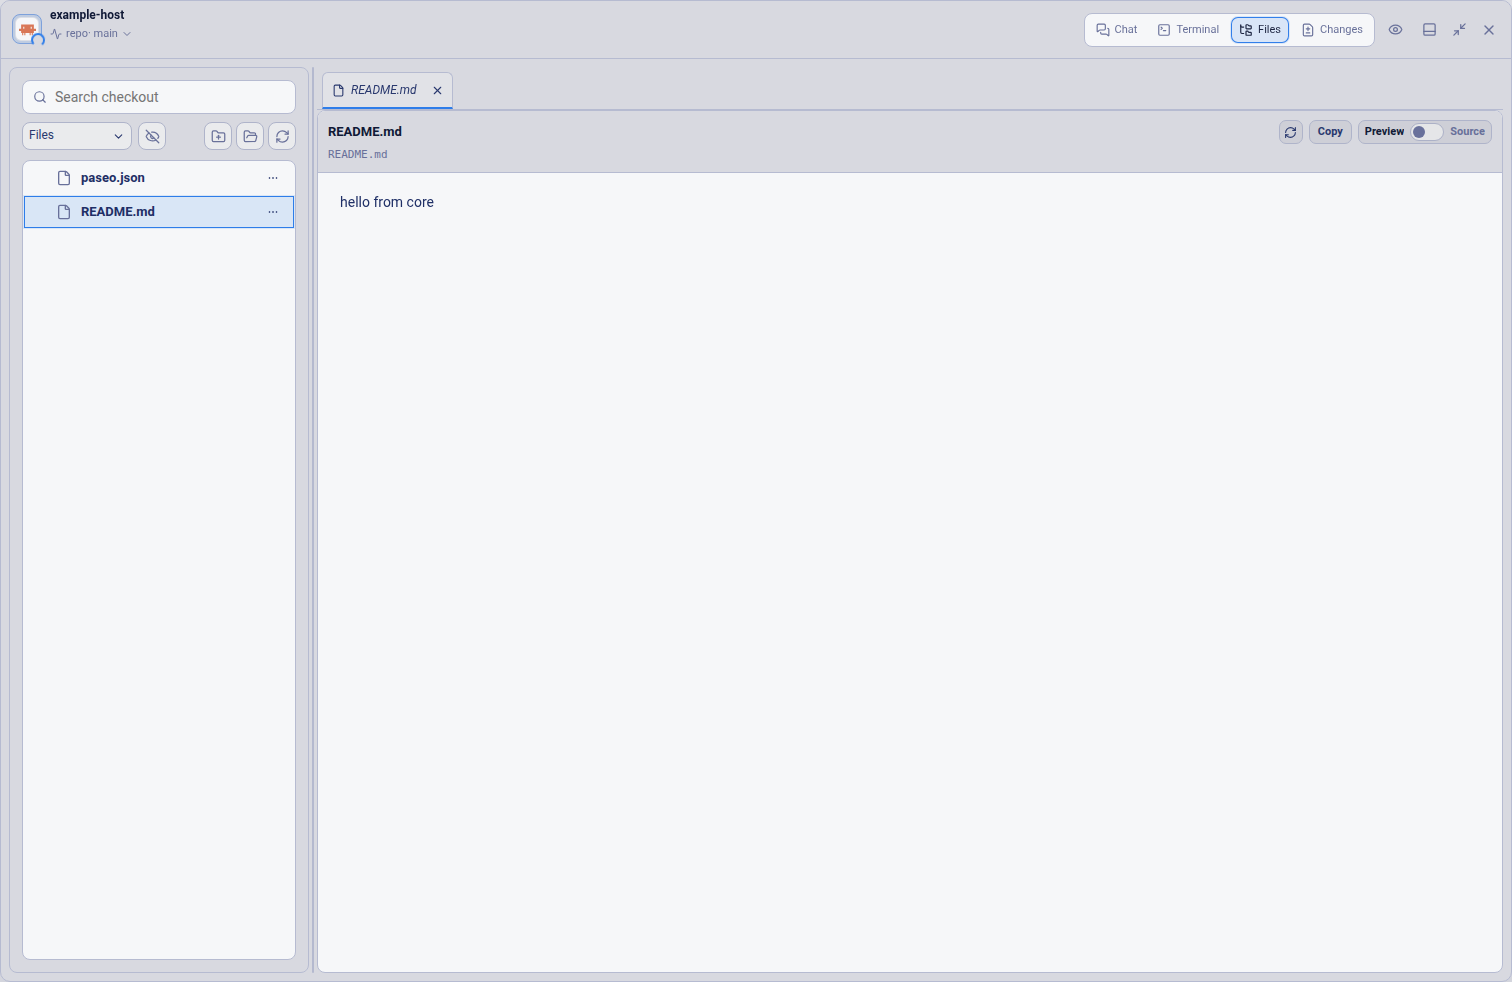 example-host
repo· main
Chat
Terminal
Files
Changes
Search checkout
Files
paseo.json
README.md
README.md
README.md
README.md
Copy
Preview
Source
hello from core